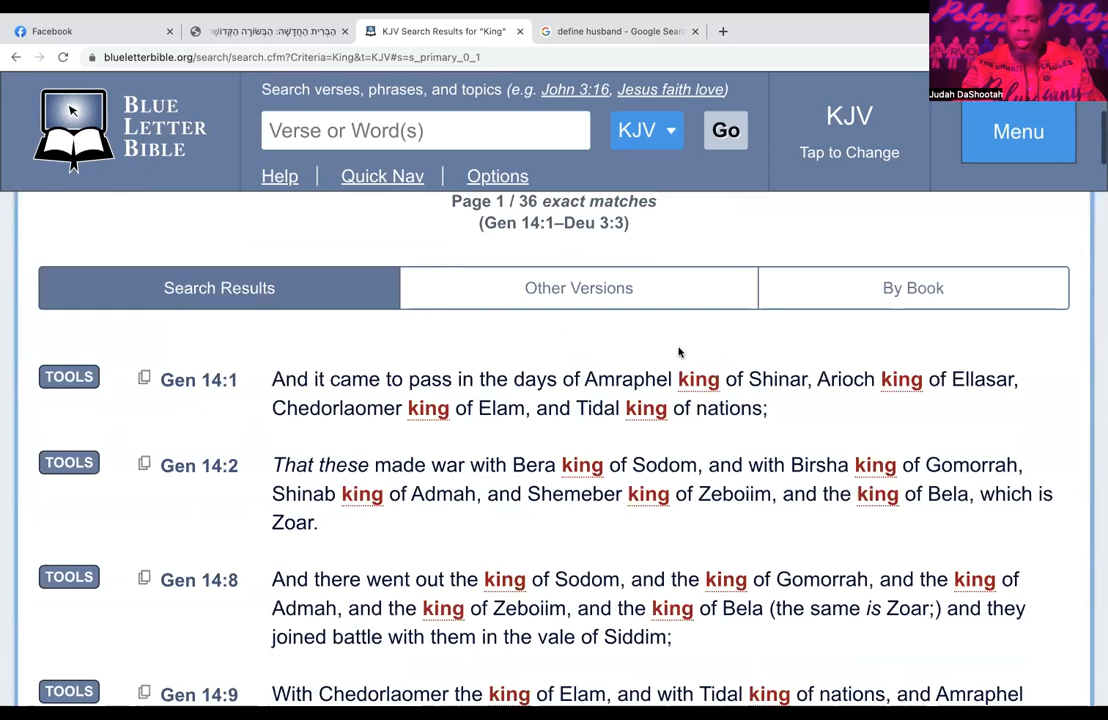 Facebook
הַבְּרִית הַחֲדָשָׁה: הַבְּשׂוֹרָה הַקְּדוֹשָׁ
KJV Search Results for "King"
define husband - Google Sear
blueletterbible.org/search/search.cfm?Criteria=King&t=KJV#s=s_primary_0_1
Judah DaShootah
BLUE
LETTER
BIBLE
Search verses, phrases, and topics (e.g. John 3:16, Jesus faith love)
Verse or Word(s)
KJV
Go
Help
Quick Nav
Options
KJV
Tap to Change
Menu
Page 1 / 36 exact matches
(Gen 14:1–Deu 3:3)
Search Results
Other Versions
By Book
TOOLS
Gen 14:1
And it came to pass in the days of Amraphel king of Shinar, Arioch king of Ellasar,
Chedorlaomer king of Elam, and Tidal king of nations;
TOOLS
Gen 14:2
That these made war with Bera king of Sodom, and with Birsha king of Gomorrah,
Shinab king of Admah, and Shemeber king of Zeboiim, and the king of Bela, which is
Zoar.
TOOLS
Gen 14:8
And there went out the king of Sodom, and the king of Gomorrah, and the king of
Admah, and the king of Zeboiim, and the king of Bela (the same is Zoar;) and they
joined battle with them in the vale of Siddim;
TOOLS
Gen 14:9
With Chedorlaomer the king of Elam, and with Tidal king of nations, and Amraphel